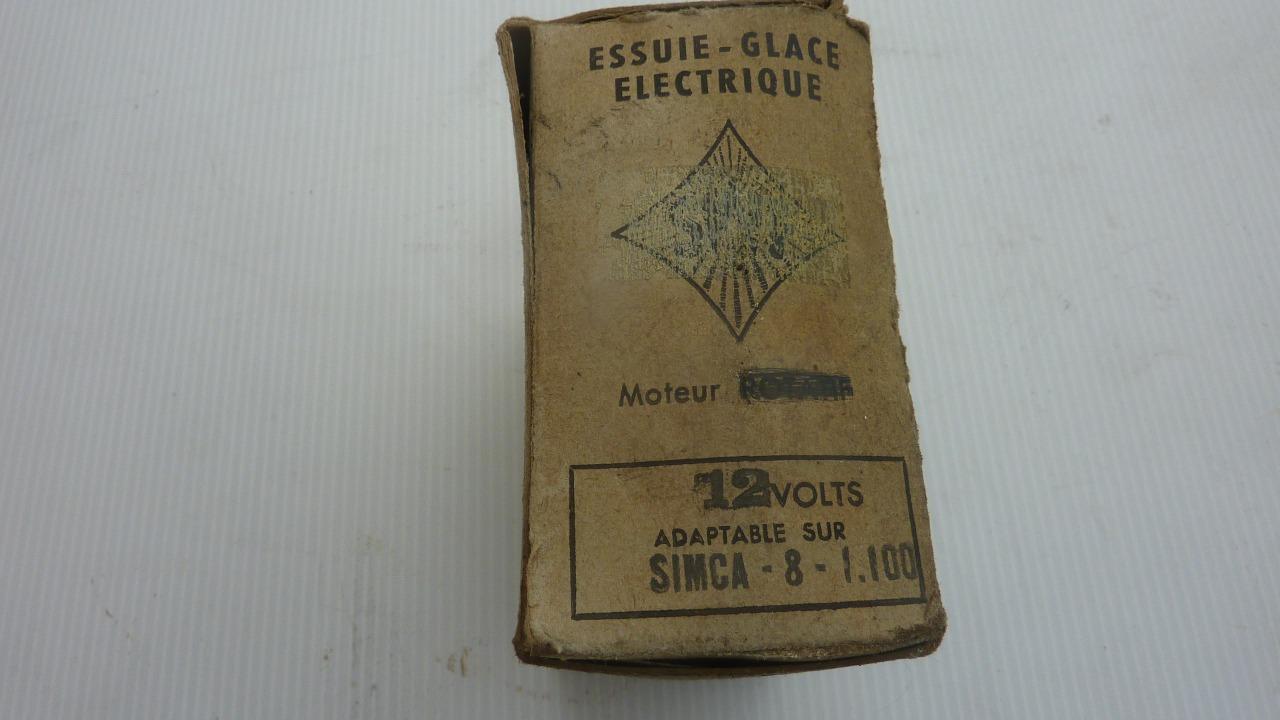 ESSUIE-GLACE
ELECTRIQUE
Moteur
12 VOLTS
ADAPTABLE SUR
SIMCA - 8 - 1.100